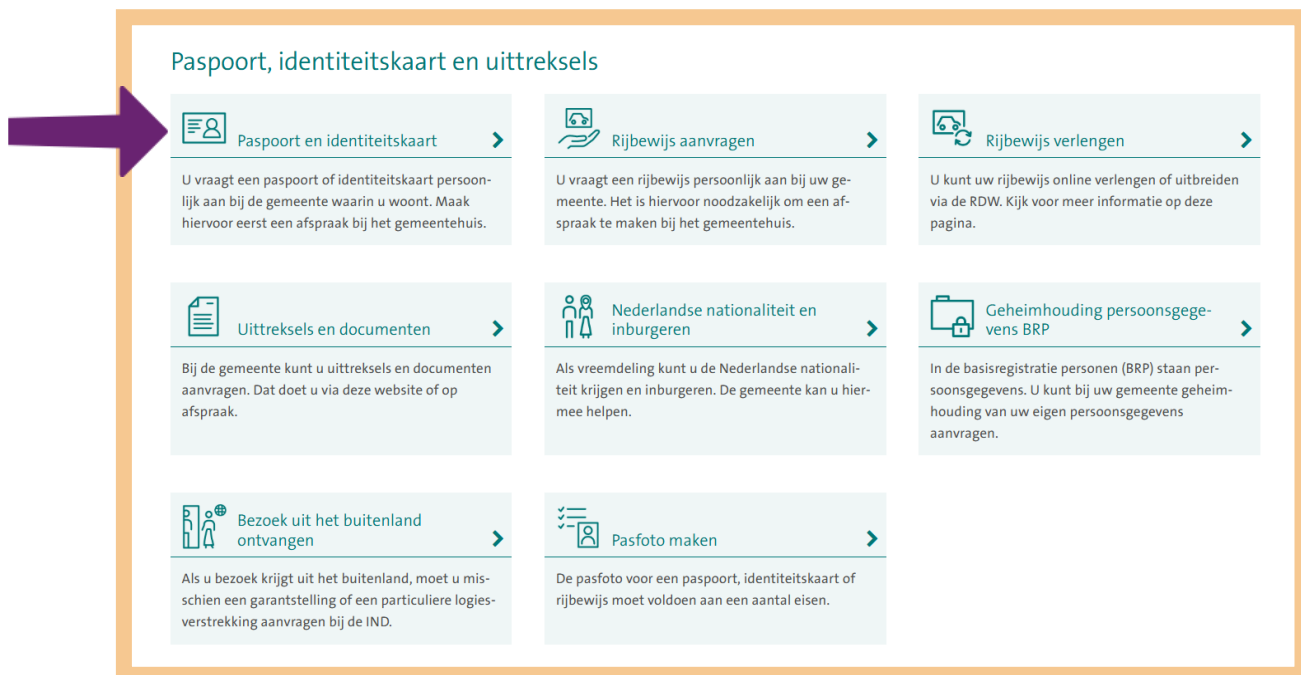 Paspoort, identiteitskaart en uittreksels
Paspoort en identiteitskaart
U vraagt een paspoort of identiteitskaart persoon-
lijk aan bij de gemeente waarin u woont. Maak
hiervoor eerst een afspraak bij het gemeentehuis.
Rijbewijs aanvragen
U vraagt een rijbewijs persoonlijk aan bij uw ge-
meente. Het is hiervoor noodzakelijk om een af-
spraak te maken bij het gemeentehuis.
Rijbewijs verlengen
U kunt uw rijbewijs online verlengen of uitbreiden
via de RDW. Kijk voor meer informatie op deze
pagina.
Uittreksels en documenten
Bij de gemeente kunt u uittreksels en documenten
aanvragen. Dat doet u via deze website of op
afspraak.
Nederlandse nationaliteit en
inburgeren
Als vreemdeling kunt u de Nederlandse nationali-
teit krijgen en inburgeren. De gemeente kan u hier-
mee helpen.
Geheimhouding persoonsgege-
vens BRP
In de basisregistratie personen (BRP) staan per-
soonsgegevens. U kunt bij uw gemeente geheim-
houding van uw eigen persoonsgegevens
aanvragen.
Bezoek uit het buitenland
ontvangen
Als u bezoek krijgt uit het buitenland, moet u mis-
schien een garantstelling of een particuliere logies-
verstrekking aanvragen bij de IND.
Pasfoto maken
De pasfoto voor een paspoort, identiteitskaart of
rijbewijs moet voldoen aan een aantal eisen.